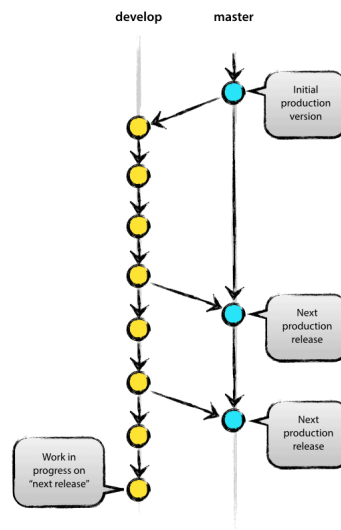 develop
master
Initial
production
version
Next
production
release
Next
production
release
Work in
progress on
“next release”